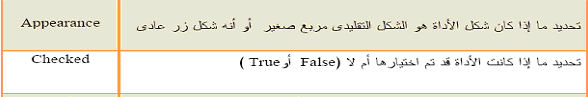 Appearance تحديد ما إذا كان شكل الأداة هو الشكل التقليدى مربع صغير أو أنه شكل زر عادى
Checked تحديد ما إذا كانت الأداة قد تم اختيارها أم لا (False أو True )